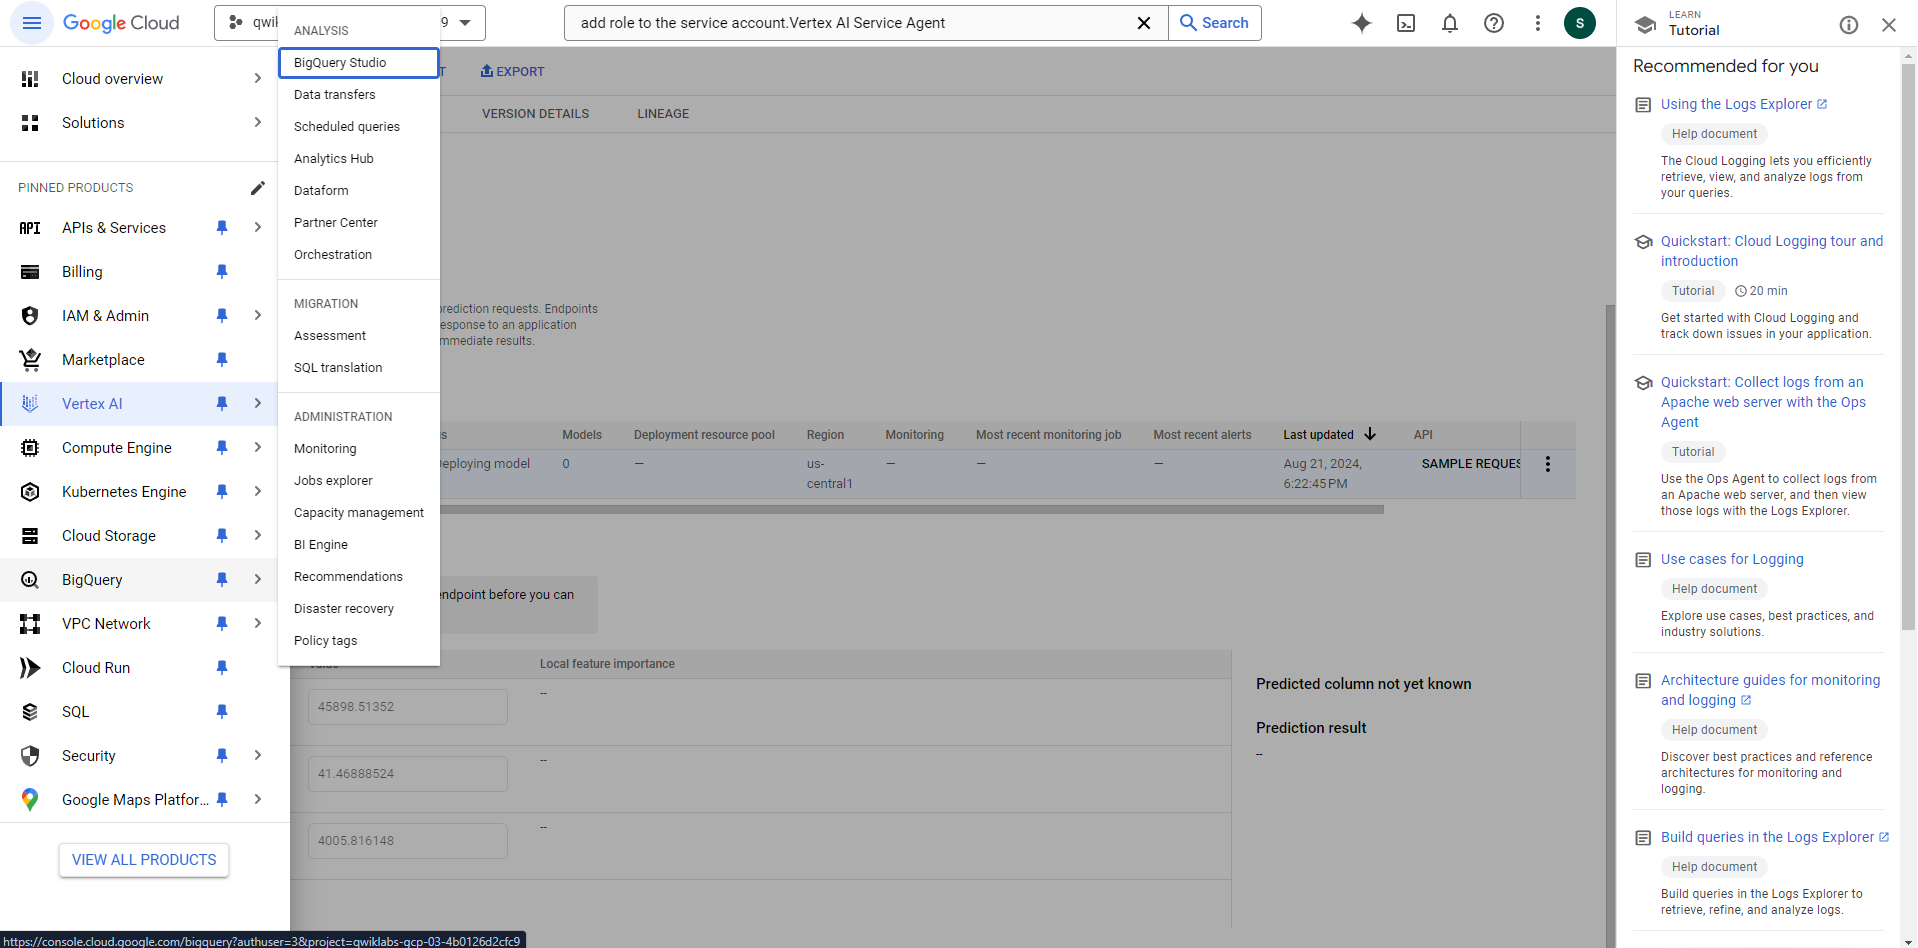 Google Cloud
qwik
9
add role to the service account.Vertex AI Service Agent
Search
S
LEARN
Tutorial
Cloud overview
Solutions
PINNED PRODUCTS
API
APIs & Services
Billing
IAM & Admin
Marketplace
Vertex AI
Compute Engine
Kubernetes Engine
Cloud Storage
BigQuery
VPC Network
Cloud Run
SQL
Security
Google Maps Platfor...
VIEW ALL PRODUCTS
https://console.cloud.google.com/bigquery?authuser=3&project=qwiklabs-gcp-03-4b0126d2cfc9
ANALYSIS
BigQuery Studio
Data transfers
Scheduled queries
Analytics Hub
Dataform
Partner Center
Orchestration
MIGRATION
Assessment
SQL translation
ADMINISTRATION
Monitoring
Jobs explorer
Capacity management
BI Engine
Recommendations
Disaster recovery
Policy tags
T
EXPORT
VERSION DETAILS
LINEAGE
prediction requests. Endpoints
esponse to an application
mmediate results.
s
Models
Deployment resource pool
Region
Monitoring
Most recent monitoring job
Most recent alerts
Last updated
API
Deploying model
0
—
us-
central1
—
—
—
Aug 21, 2024,
6:22:45 PM
SAMPLE REQUES
endpoint before you can
Local feature importance
45898.51352
--
41.46888524
--
4005.816148
--
Predicted column not yet known
Prediction result
--
Recommended for you
Using the Logs Explorer
Help document
The Cloud Logging lets you efficiently
retrieve, view, and analyze logs from
your queries.
Quickstart: Cloud Logging tour and
introduction
Tutorial
20 min
Get started with Cloud Logging and
track down issues in your application.
Quickstart: Collect logs from an
Apache web server with the Ops
Agent
Tutorial
Use the Ops Agent to collect logs from
an Apache web server, and then view
those logs with the Logs Explorer.
Use cases for Logging
Help document
Explore use cases, best practices, and
industry solutions.
Architecture guides for monitoring
and logging
Help document
Discover best practices and reference
architectures for monitoring and
logging.
Build queries in the Logs Explorer
Help document
Build queries in the Logs Explorer to
retrieve, refine, and analyze logs.